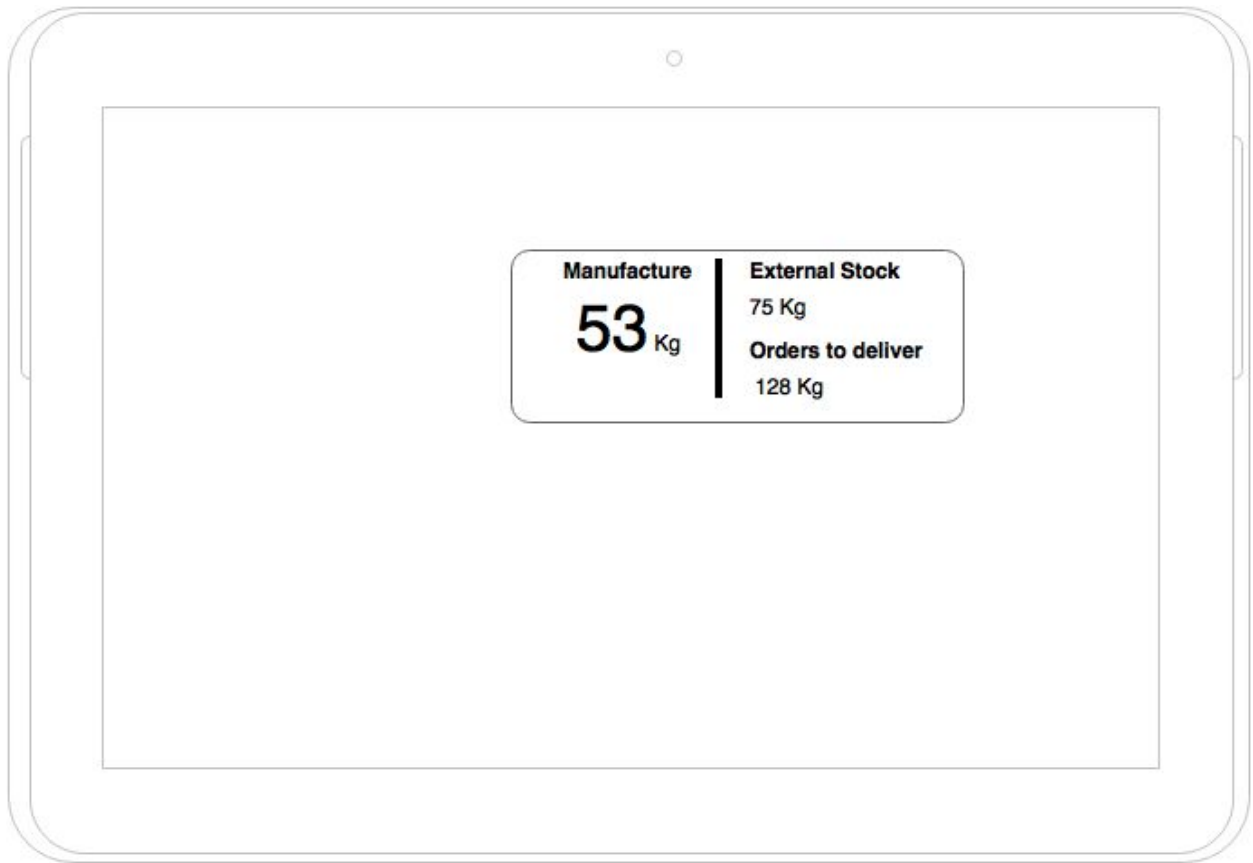 Manufacture
53 Kg
External Stock
75 Kg
Orders to deliver
128 Kg